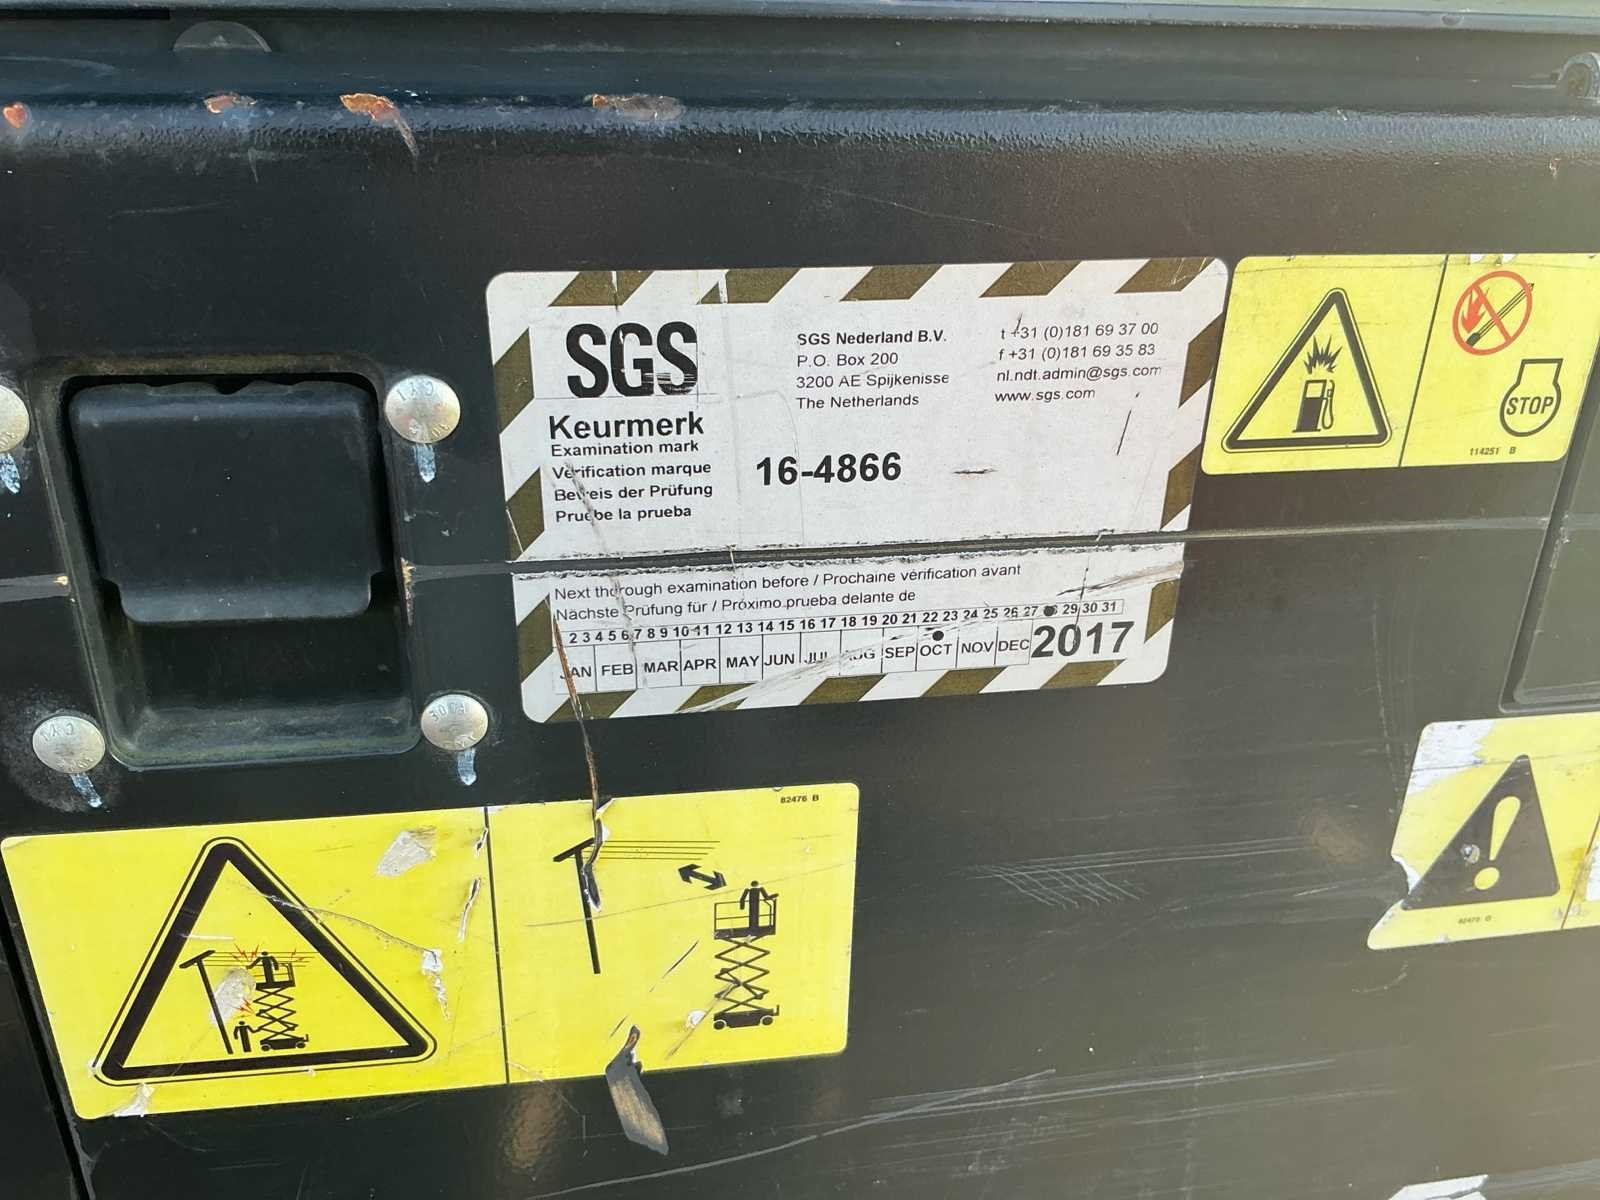 SGS
SGS Nederland B.V.
P.O. Box 200
3200 AE Spijkenisse
The Netherlands
t +31 (0)181 69 37 00
f +31 (0)181 69 35 83
nl.ndt.admin@sgs.com
www.sgs.com
Keurmerk
Examination mark
Verification marque
Beweis der Prüfung
Pruebe la prueba
16-4866
Next thorough examination before / Prochaine vérification avant
Nächste Prüfung für / Próximo prueba delante de
2 3 4 5 6 7 8 9 10 11 12 13 14 15 16 17 18 19 20 21 22 23 24 25 26 27 29 30 31
JAN FEB MAR APR MAY JUN JUL AUG SEP OCT NOV DEC 2017
STOP
114251 B
82476 B